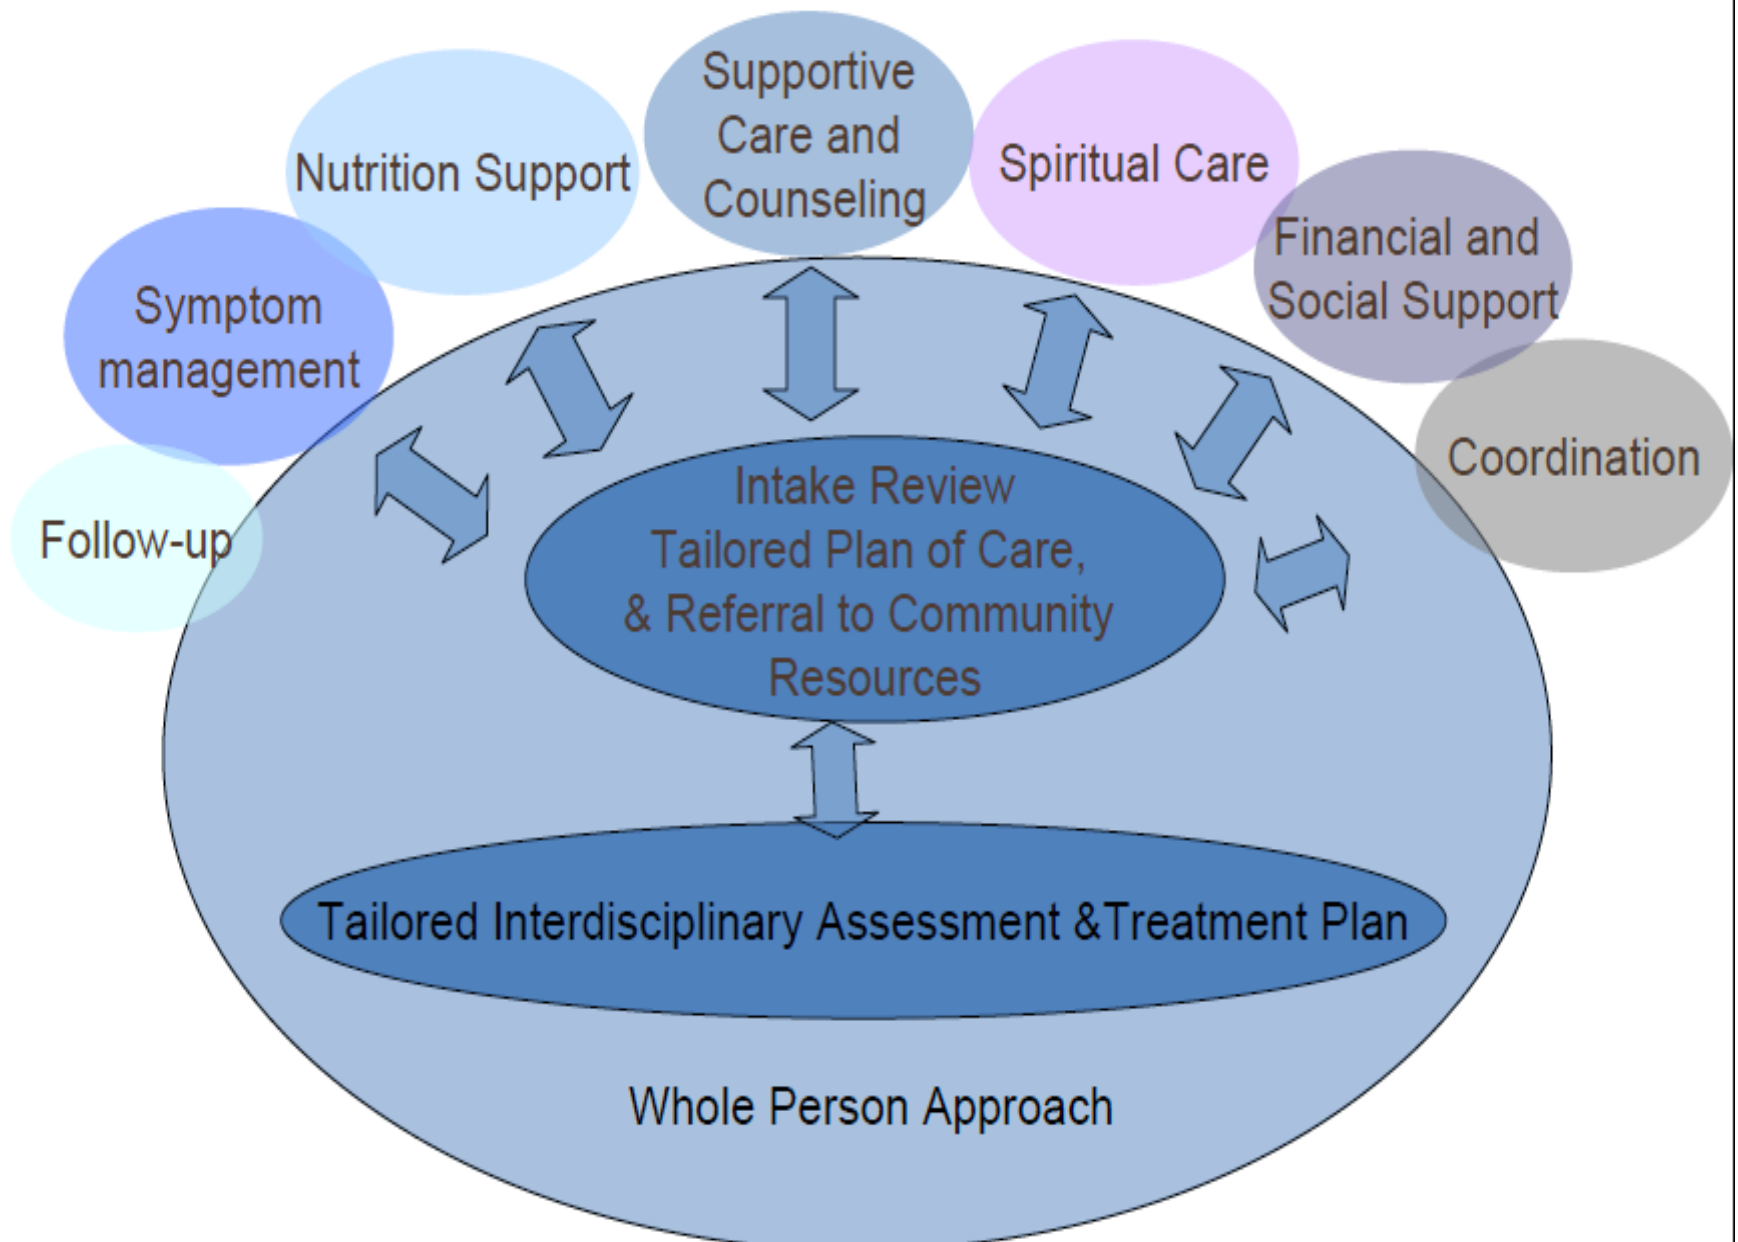 Supportive
Care and
Counseling
Nutrition Support
Spiritual Care
Financial and
Social Support
Symptom
management
Coordination
Follow-up
Intake Review
Tailored Plan of Care,
& Referral to Community
Resources
Tailored Interdisciplinary Assessment &Treatment Plan
Whole Person Approach